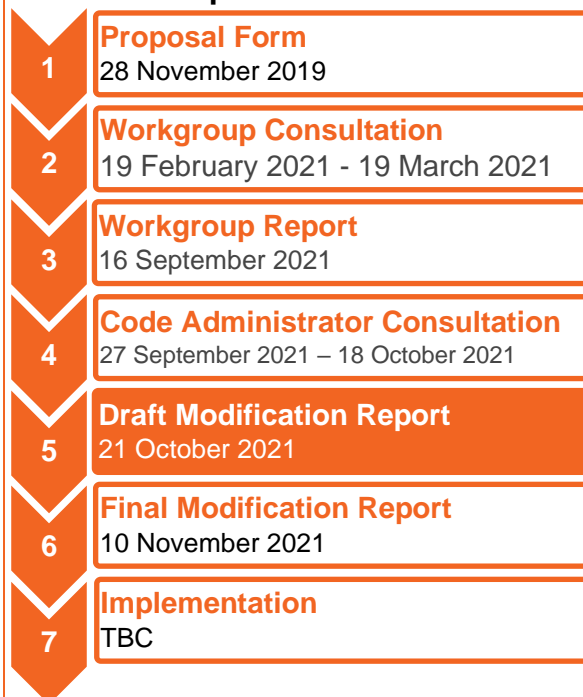 1
Proposal Form
28 November 2019
2
Workgroup Consultation
19 February 2021 - 19 March 2021
3
Workgroup Report
16 September 2021
4
Code Administrator Consultation
27 September 2021 – 18 October 2021
5
Draft Modification Report
21 October 2021
6
Final Modification Report
10 November 2021
7
Implementation
TBC